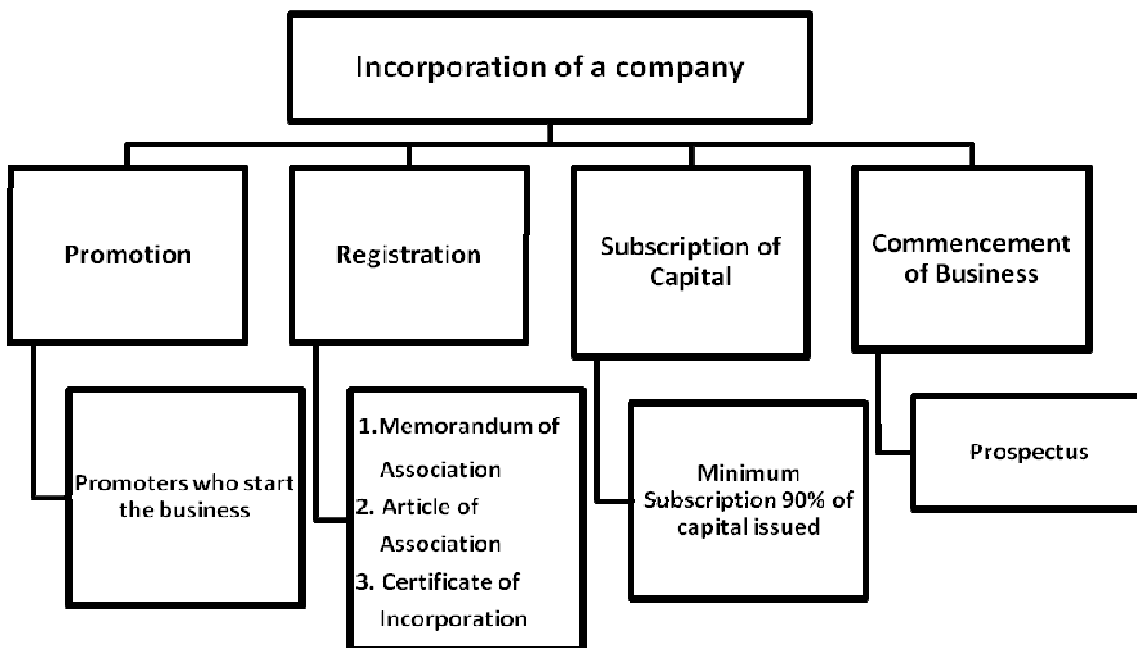 Incorporation of a company
Promotion
Registration
Subscription of
Capital
Commencement
of Business
Promoters who start
the business
1.Memorandum of
Association
2. Article of
Association
3. Certificate of
Incorporation
Minimum
Subscription 90% of
capital issued
Prospectus